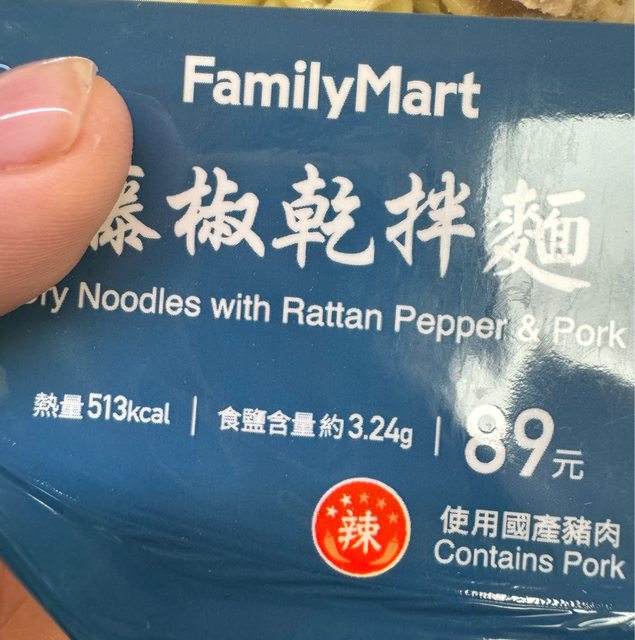 FamilyMart
椒乾拌麵
Noodles with Rattan Pepper & Pork
熱量513kcal | 食鹽含量約3.24g | 89元
辣
使用國產豬肉
Contains Pork